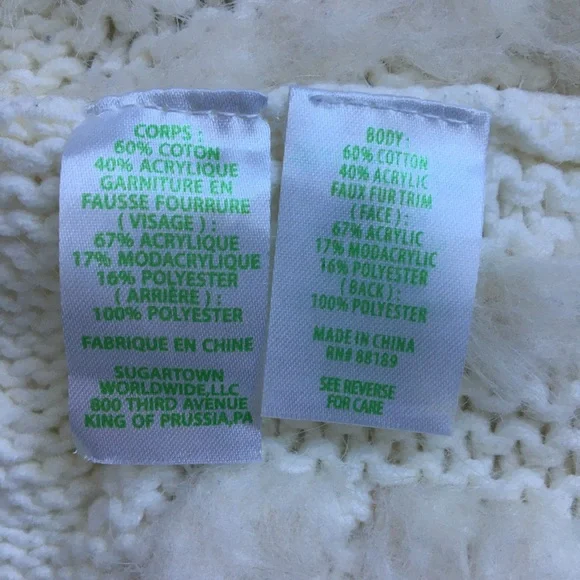 CORPS :
60% COTON
40% ACRYLIQUE
GARNITURE EN
FAUSSE FOURRURE
( VISAGE ) :
67% ACRYLIQUE
17% MODACRYLIQUE
16% POLYESTER
( ARRIÈRE ) :
100% POLYESTER
FABRIQUE EN CHINE
SUGARTOWN
WORLDWIDE,LLC
800 THIRD AVENUE
KING OF PRUSSIA,PA
BODY :
60% COTTON
40% ACRYLIC
FAUX FUR TRIM
(FACE) :
67% ACRYLIC
17% MODACRYLIC
16% POLYESTER
(BACK) :
100% POLYESTER
MADE IN CHINA
RN# 88189
SEE REVERSE
FOR CARE